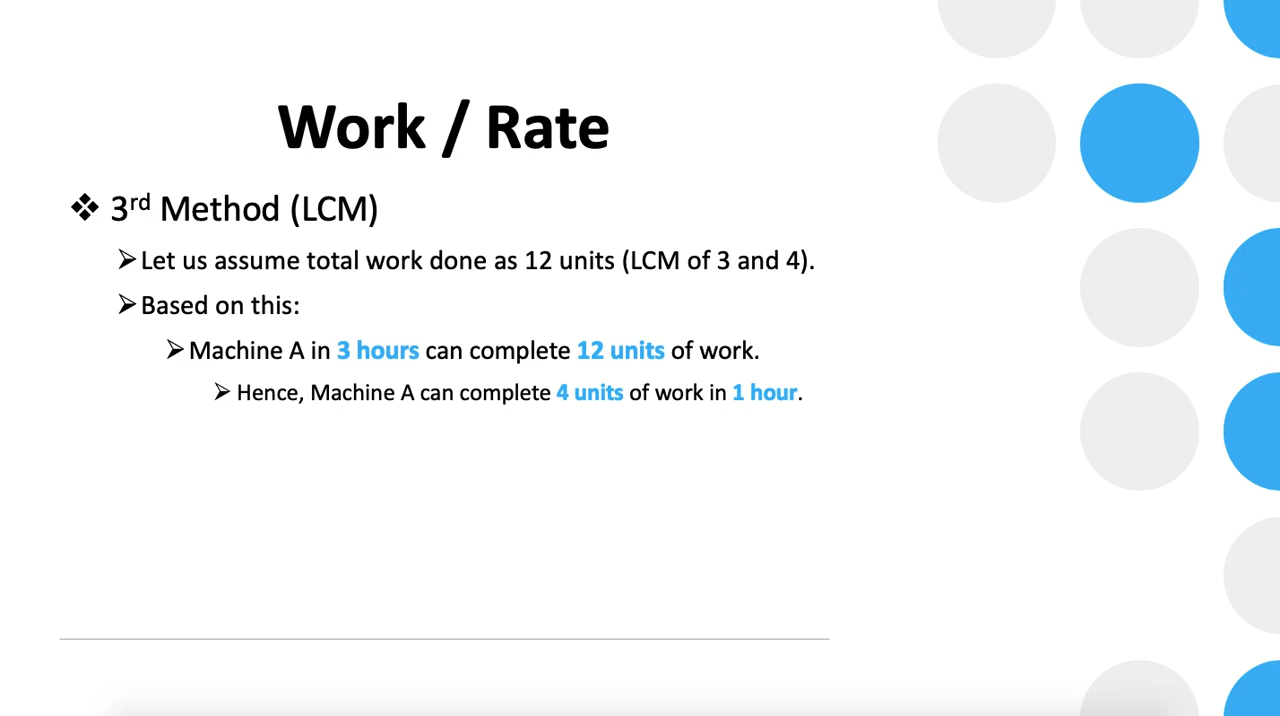 Work / Rate
❖ 3rd Method (LCM)
➢ Let us assume total work done as 12 units (LCM of 3 and 4).
➢ Based on this:
➢ Machine A in 3 hours can complete 12 units of work.
➢ Hence, Machine A can complete 4 units of work in 1 hour.